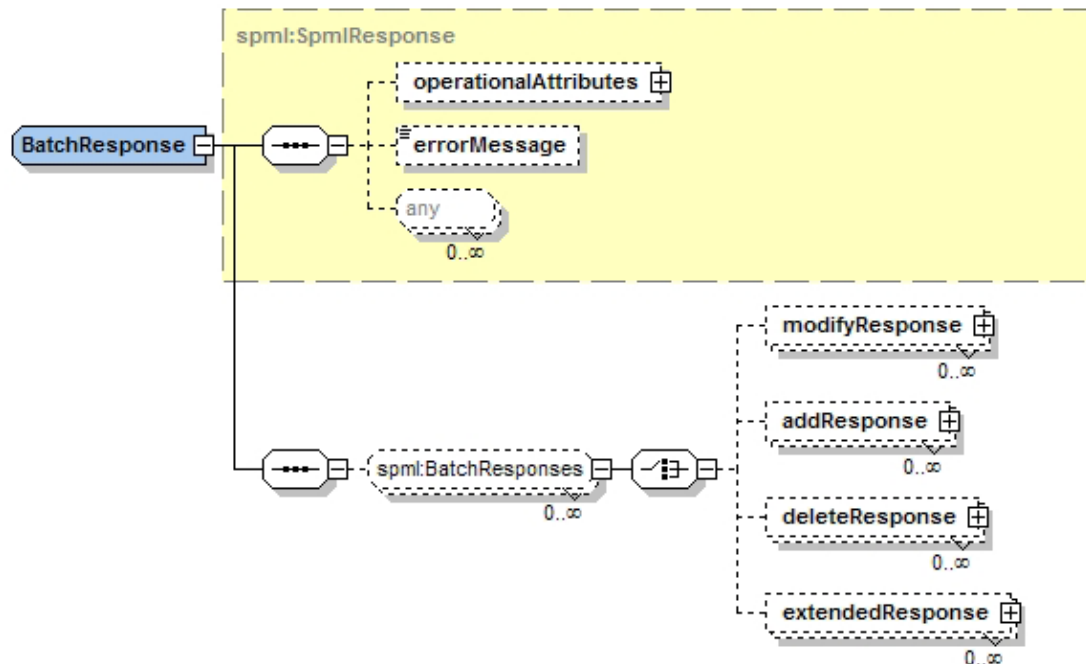 spml:SpmlResponse
operationalAttributes
BatchResponse
errorMessage
any
0..∞
modifyResponse
0..∞
addResponse
0..∞
spml:BatchResponses
0..∞
deleteResponse
0..∞
extendedResponse
0..∞